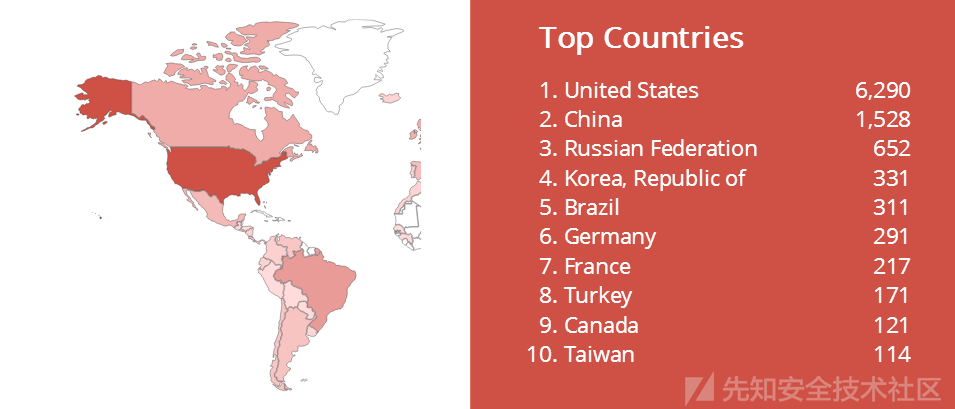 Top Countries
1. United States 6,290
2. China 1,528
3. Russian Federation 652
4. Korea, Republic of 331
5. Brazil 311
6. Germany 291
7. France 217
8. Turkey 171
9. Canada 121
10. Taiwan 114
先知安全技术社区